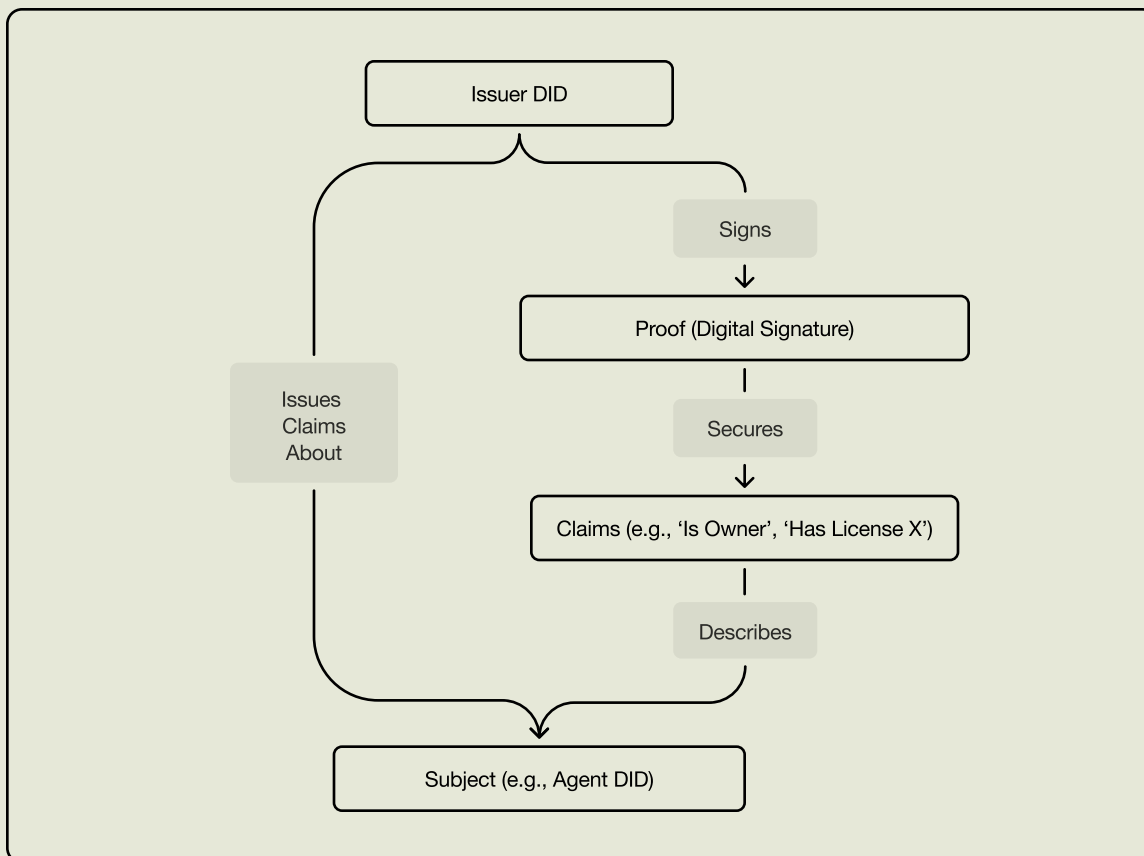 Issuer DID
Signs
Proof (Digital Signature)
Issues
Claims
About
Secures
Claims (e.g., ‘Is Owner’, ‘Has License X’)
Describes
Subject (e.g., Agent DID)